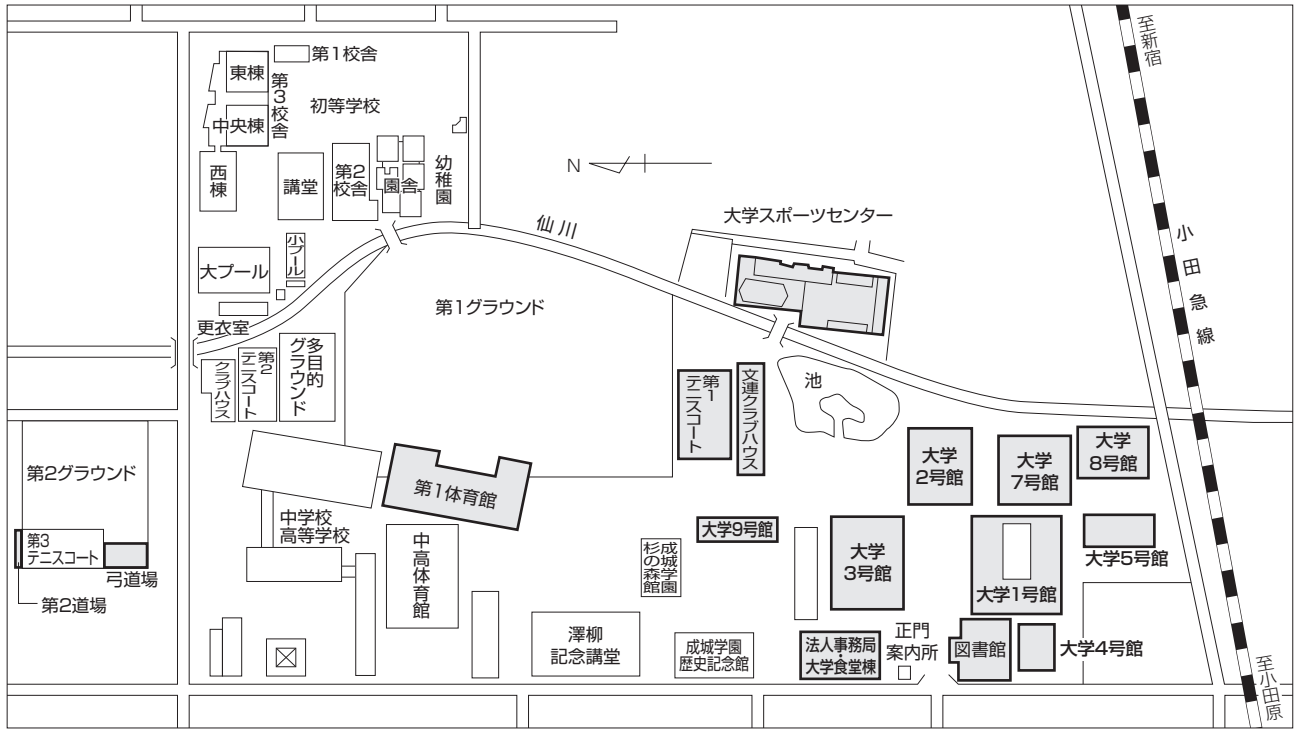 第1校舎
東棟
第3校舎
初等学校
中央棟
西棟
講堂
第2
校舎
園舎
幼稚園
N
至新宿
大学スポーツセンター
仙川
小田急線
小プール
大プール
第1グラウンド
更衣室
クラブハウス
第2
テニスコート
多目的
グラウンド
第1
テニスコート
文連クラブハウス
池
大学
2号館
大学
7号館
大学
8号館
第2グラウンド
第1体育館
中学校
高等学校
第3
テニスコート
弓道場
第2道場
中高体育館
成城学園
杉の森館
大学9号館
大学
3号館
大学1号館
大学5号館
澤柳
記念講堂
成城学園
歴史記念館
法人事務局
・
大学食堂棟
正門
案内所
図書館
大学4号館
至小田原